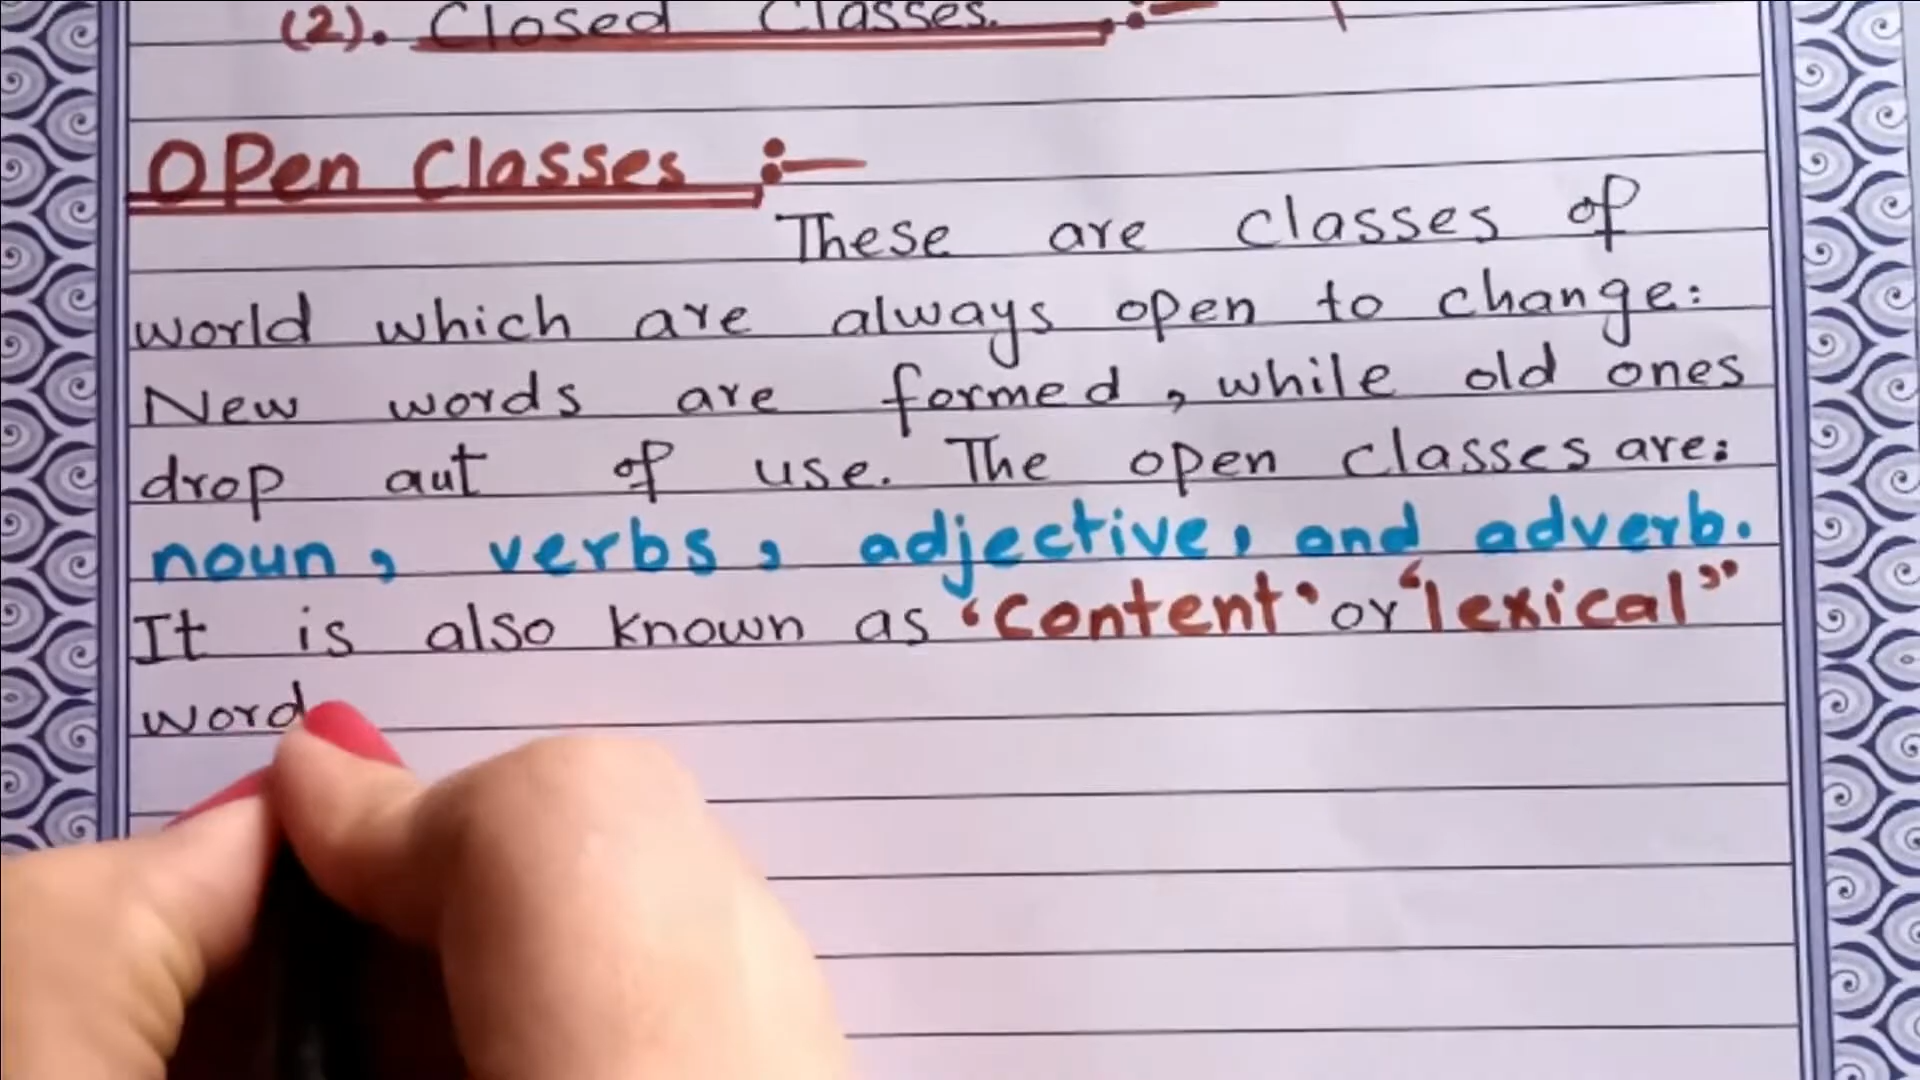 (2). Closed Classes. :-
Open Classes :-
These are classes of
world which are always open to change:
New words are formed, while old ones
drop aut of use. The open classes are:
noun, verbs, adjective, and adverb.
It is also known as 'content' or "lexical"
word